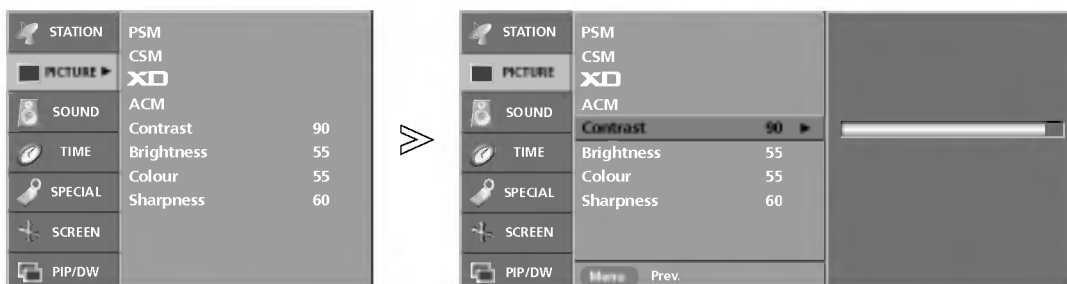 STATION
PICTURE ►
SOUND
TIME
SPECIAL
SCREEN
PIP/DW
PSM
CSM
XD
ACM
Contrast 90
Brightness 55
Colour 55
Sharpness 60
STATION
PICTURE
SOUND
TIME
SPECIAL
SCREEN
PIP/DW
PSM
CSM
XD
ACM
Contrast 90 ►
Brightness 55
Colour 55
Sharpness 60
Menu Prev.